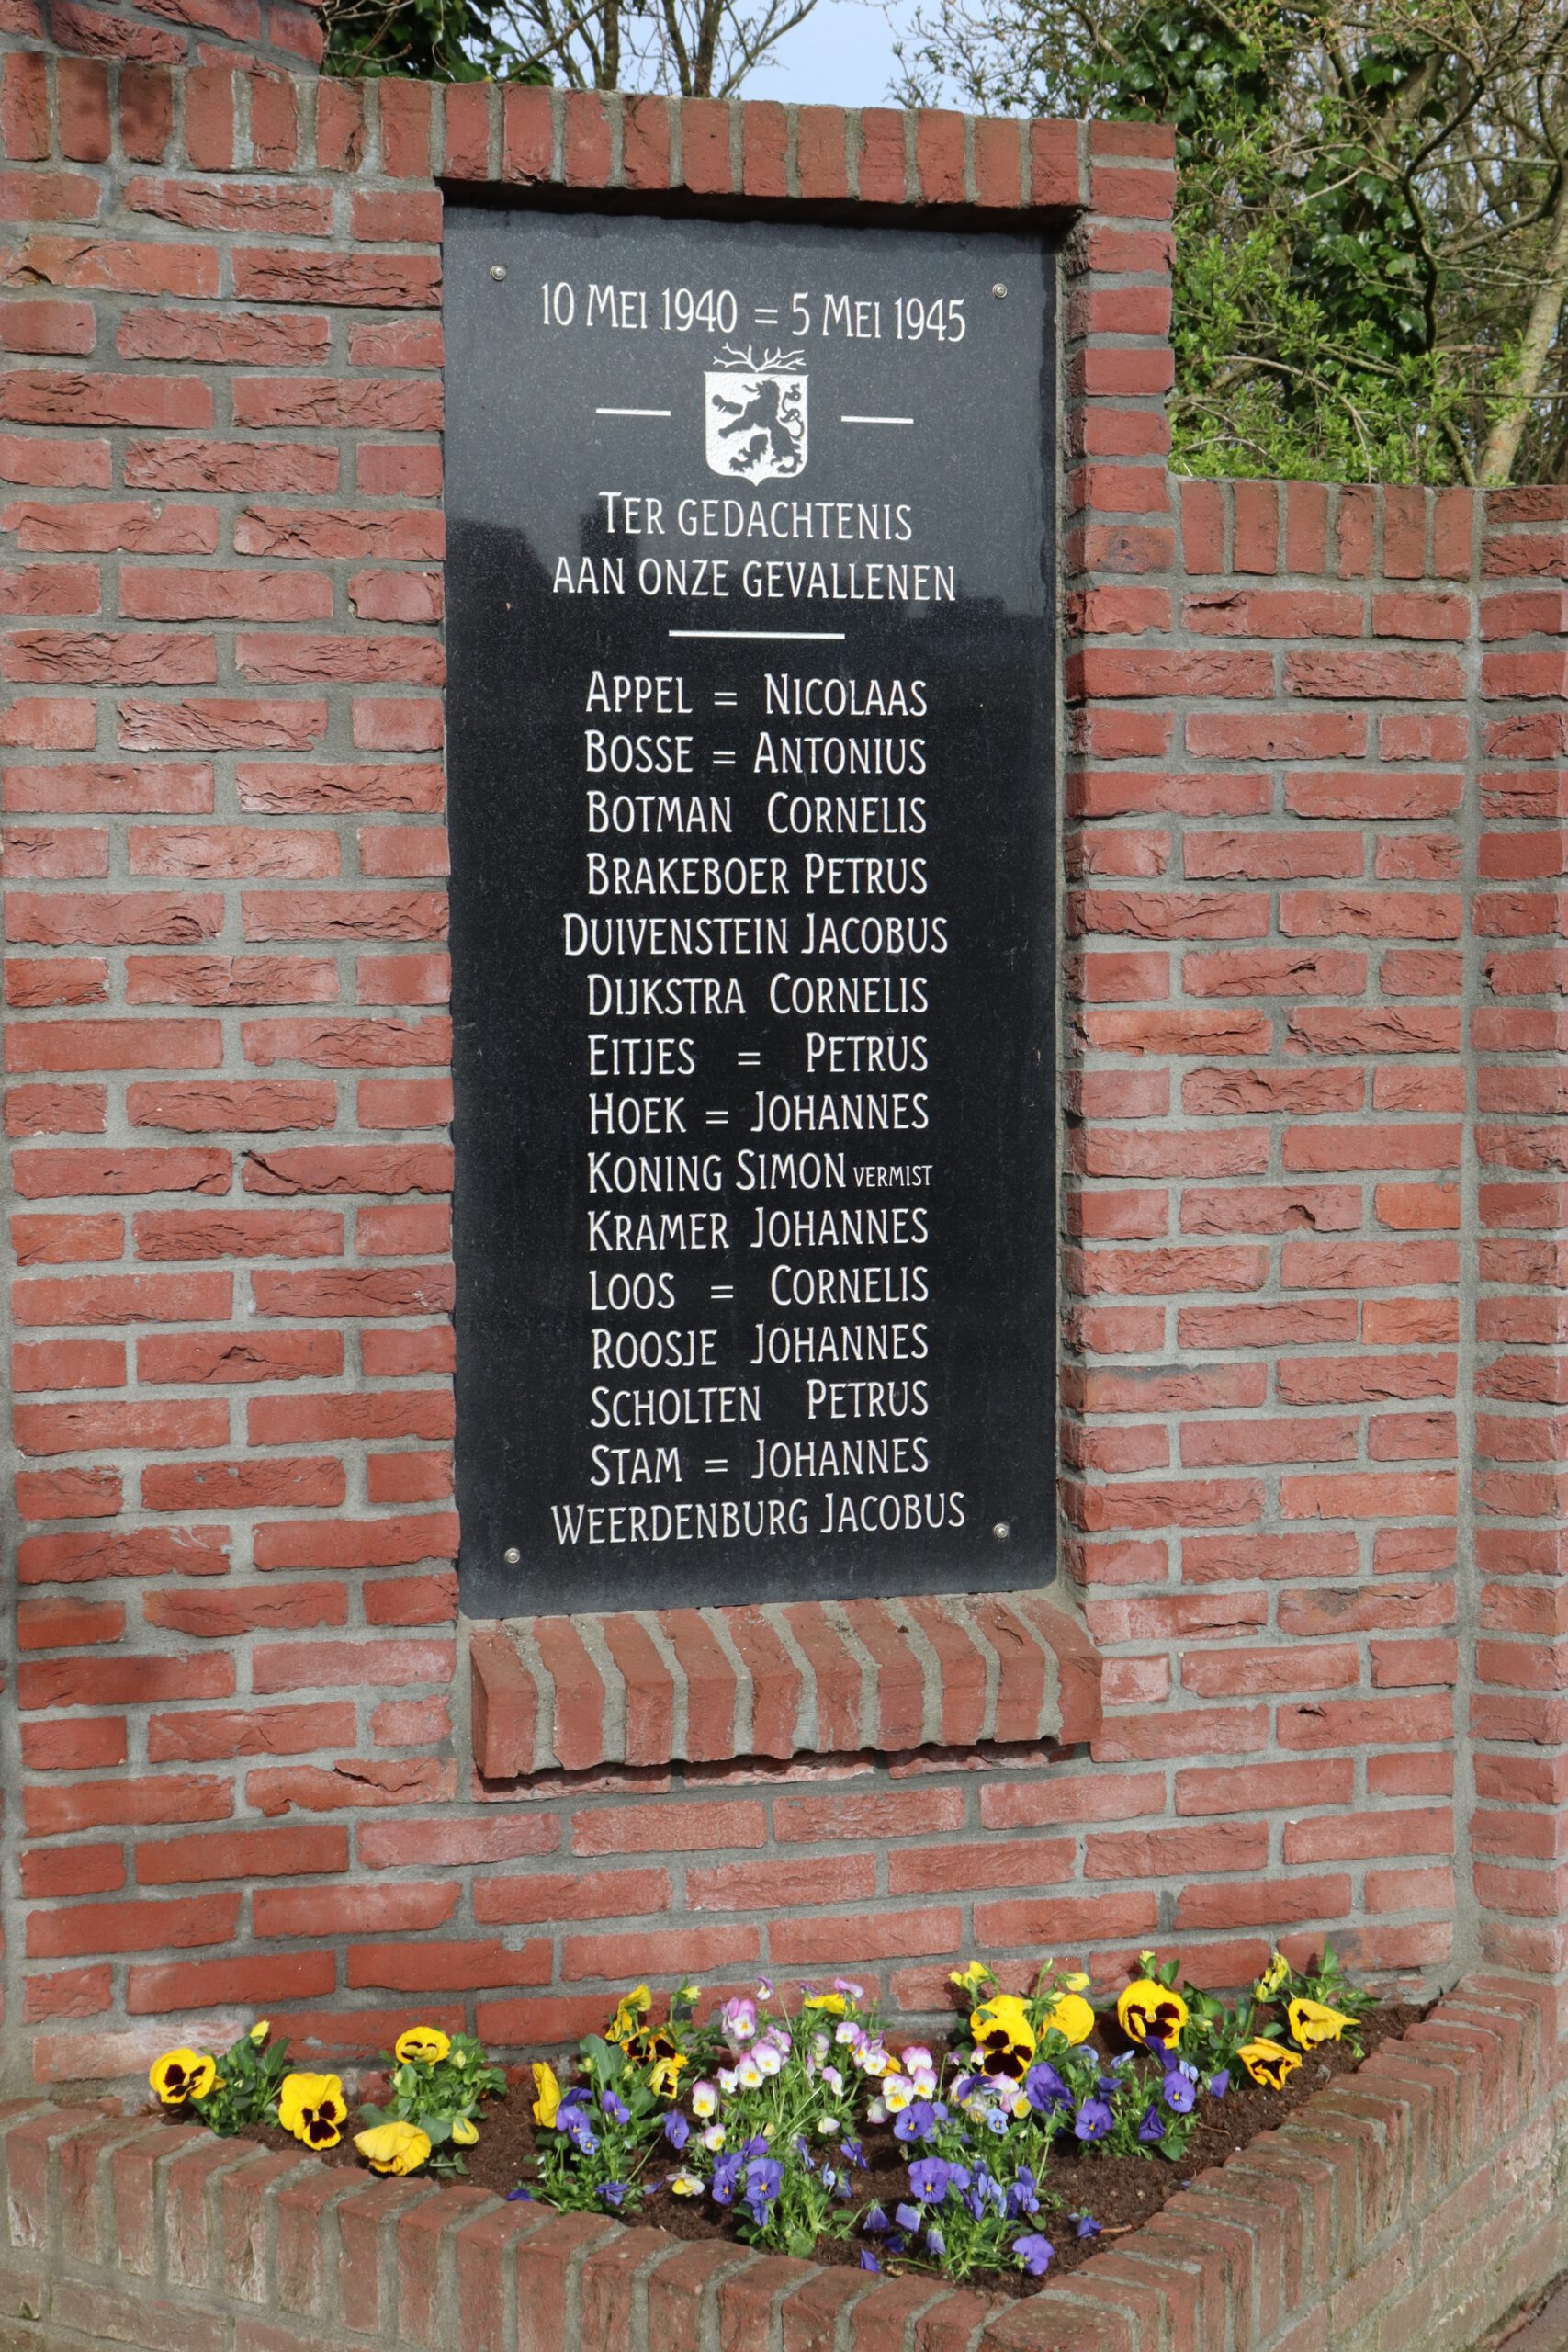 10 Mei 1940 = 5 Mei 1945
Ter gedachtenis
aan onze gevallenen
Appel = Nicolaas
Bosse = Antonius
Botman Cornelis
Brakeboer Petrus
Duivenstein Jacobus
Dijkstra Cornelis
Eitjes = Petrus
Hoek = Johannes
Koning Simon vermist
Kramer Johannes
Loos = Cornelis
Roosje Johannes
Scholten Petrus
Stam = Johannes
Weerdenburg Jacobus